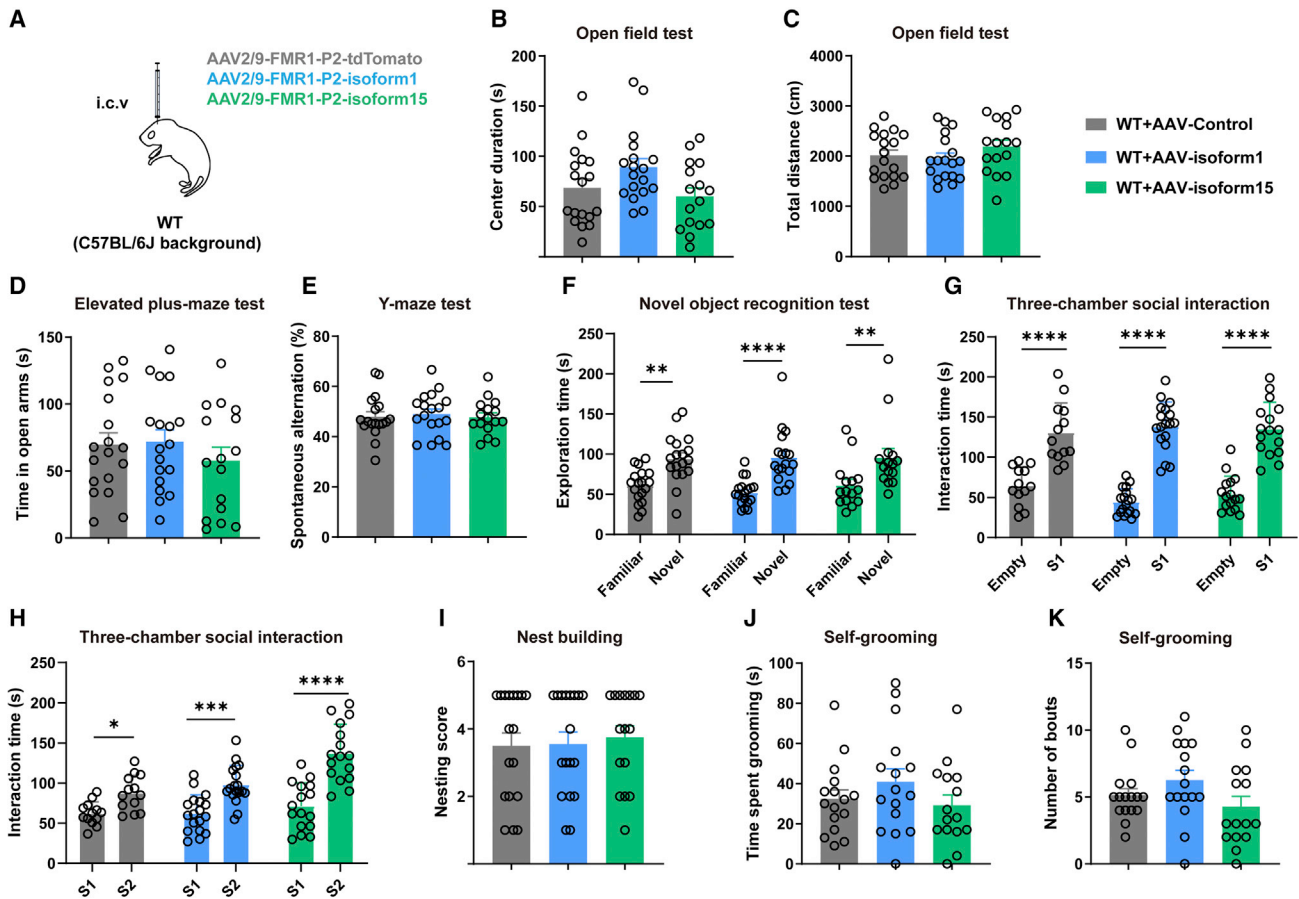 A
AAV2/9-FMR1-P2-tdTomato
AAV2/9-FMR1-P2-isoform1
AAV2/9-FMR1-P2-isoform15
i.c.v
WT
(C57BL/6J background)
B
Open field test
Center duration (s)
200
150
100
50
C
Open field test
Total distance (cm)
4000
3000
2000
1000
0
WT+AAV-Control
WT+AAV-isoform1
WT+AAV-isoform15
D
Elevated plus-maze test
Time in open arms (s)
150
100
50
0
E
Y-maze test
Spontaneous alternation (%)
80
60
40
20
0
F
Novel object recognition test
Exploration time (s)
250
200
150
100
50
0
**
****
**
Familiar
Novel
Familiar
Novel
Familiar
Novel
G
Three-chamber social interaction
Interaction time (s)
250
200
150
100
50
0
****
****
****
Empty
S1
Empty
S1
Empty
S1
H
Three-chamber social interaction
Interaction time (s)
250
200
150
100
50
0
*
***
****
S1
S2
S1
S2
S1
S2
I
Nest building
Nesting score
6
4
2
J
Self-grooming
Time spent grooming (s)
100
80
60
40
20
0
K
Self-grooming
Number of bouts
15
10
5
0